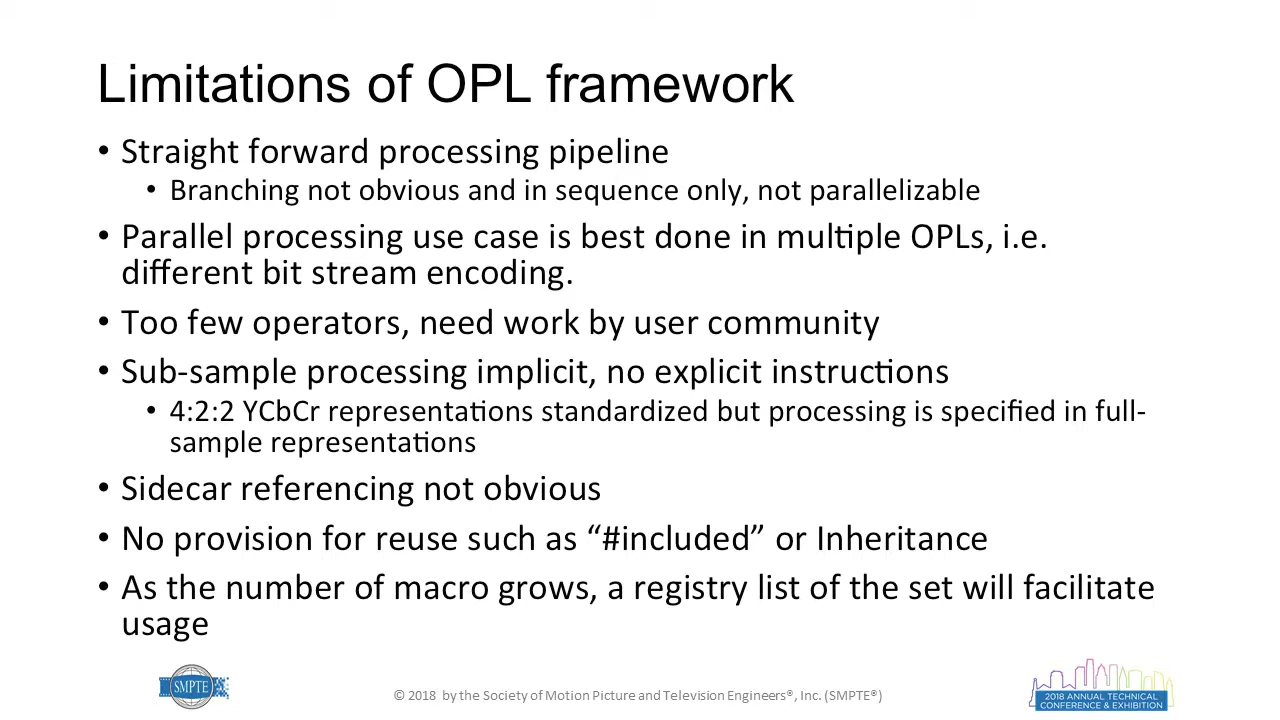 Limitations of OPL framework
• Straight forward processing pipeline
• Branching not obvious and in sequence only, not parallelizable
• Parallel processing use case is best done in multiple OPLs, i.e.
different bit stream encoding.
• Too few operators, need work by user community
• Sub-sample processing implicit, no explicit instructions
• 4:2:2 YCbCr representations standardized but processing is specified in full-
sample representations
• Sidecar referencing not obvious
• No provision for reuse such as “#included” or Inheritance
• As the number of macro grows, a registry list of the set will facilitate
usage
SMPTE
© 2018 by the Society of Motion Picture and Television Engineers®, Inc. (SMPTE®)
2018 ANNUAL TECHNICAL
CONFERENCE & EXHIBITION